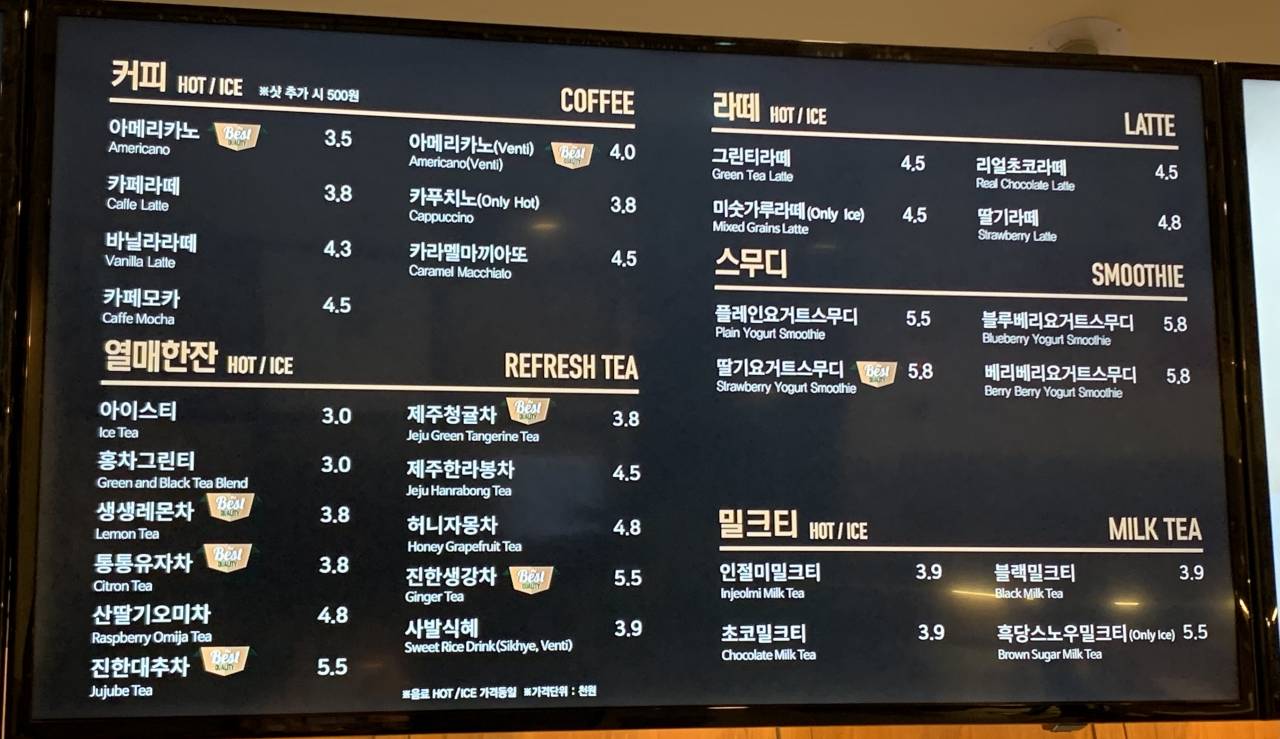 커피 HOT / ICE ※샷 추가 시 500원 COFFEE
아메리카노 The Best QUALITY 3.5
Americano
카페라떼 3.8
Caffe Latte
바닐라라떼 4.3
Vanilla Latte
카페모카 4.5
Caffe Mocha
아메리카노(Venti) The Best QUALITY 4.0
Americano(Venti)
카푸치노(Only Hot) 3.8
Cappuccino
카라멜마끼아또 4.5
Caramel Macchiato
열매한잔 HOT / ICE REFRESH TEA
아이스티 3.0
Ice Tea
홍차그린티 3.0
Green and Black Tea Blend
생생레몬차 The Best QUALITY 3.8
Lemon Tea
통통유자차 The Best QUALITY 3.8
Citron Tea
산딸기오미차 4.8
Raspberry Omija Tea
진한대추차 The Best QUALITY 5.5
Jujube Tea
제주청귤차 The Best QUALITY 3.8
Jeju Green Tangerine Tea
제주한라봉차 4.5
Jeju Hanrabong Tea
허니자몽차 4.8
Honey Grapefruit Tea
진한생강차 The Best QUALITY 5.5
Ginger Tea
사발식혜 3.9
Sweet Rice Drink(Sikhye, Venti)
※음료 HOT / ICE 가격동일 ※가격단위 : 천원
라떼 HOT / ICE LATTE
그린티라떼 4.5
Green Tea Latte
미숫가루라떼(Only Ice) 4.5
Mixed Grains Latte
리얼초코라떼 4.5
Real Chocolate Latte
딸기라떼 4.8
Strawberry Latte
스무디 SMOOTHIE
플레인요거트스무디 5.5
Plain Yogurt Smoothie
딸기요거트스무디 The Best QUALITY 5.8
Strawberry Yogurt Smoothie
블루베리요거트스무디 5.8
Blueberry Yogurt Smoothie
베리베리요거트스무디 5.8
Berry Berry Yogurt Smoothie
밀크티 HOT / ICE MILK TEA
인절미밀크티 3.9
Injeolmi Milk Tea
초코밀크티 3.9
Chocolate Milk Tea
블랙밀크티 3.9
Black Milk Tea
흑당스노우밀크티(Only Ice) 5.5
Brown Sugar Milk Tea